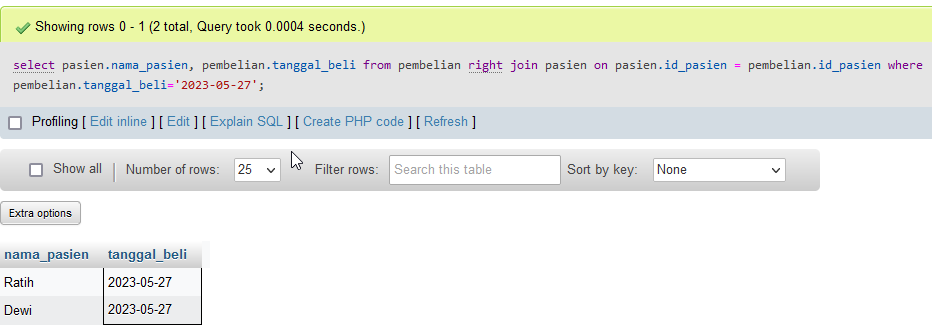 Showing rows 0 - 1 (2 total, Query took 0.0004 seconds.)
select pasien.nama_pasien, pembelian.tanggal_beli from pembelian right join pasien on pasien.id_pasien = pembelian.id_pasien where
pembelian.tanggal_beli='2023-05-27';
Profiling [ Edit inline ] [ Edit ] [ Explain SQL ] [ Create PHP code ] [ Refresh ]
Show all Number of rows: 25 Filter rows: Search this table Sort by key: None
Extra options
nama_pasien tanggal_beli
Ratih 2023-05-27
Dewi 2023-05-27